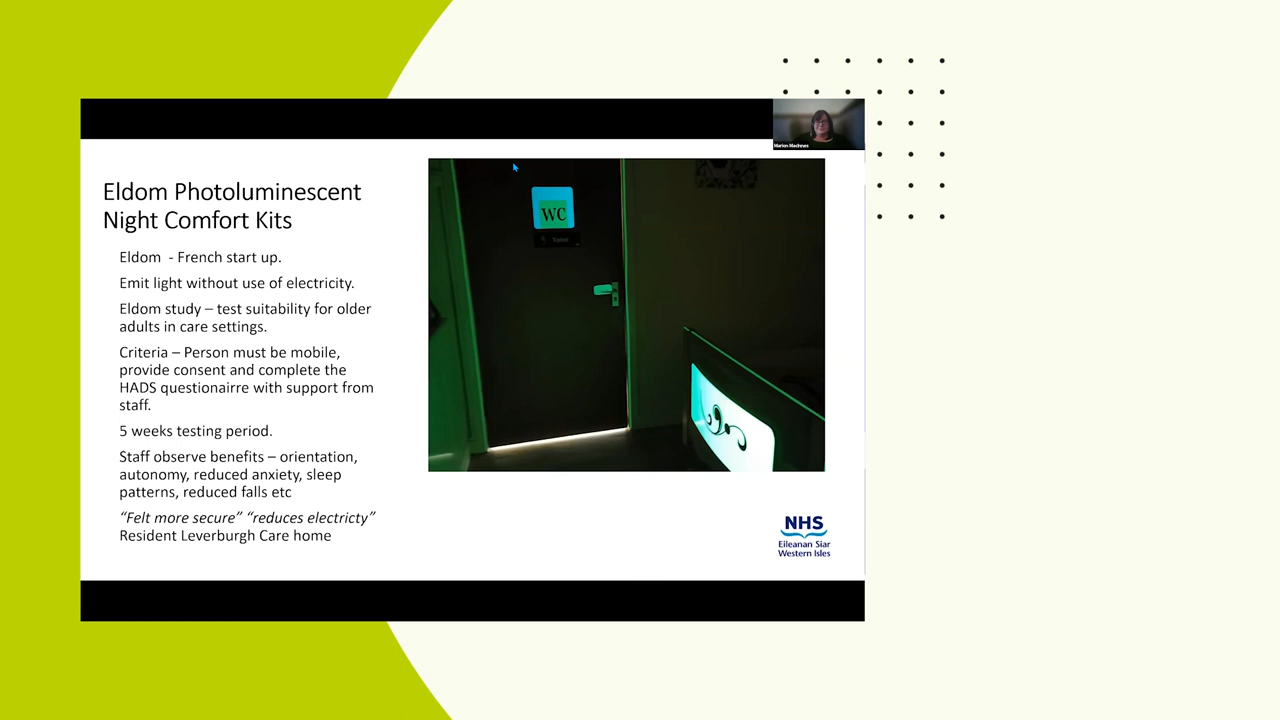 Marion MacInnes
Eldom Photoluminescent
Night Comfort Kits
Eldom - French start up.
Emit light without use of electricity.
Eldom study – test suitability for older
adults in care settings.
Criteria – Person must be mobile,
provide consent and complete the
HADS questionairre with support from
staff.
5 weeks testing period.
Staff observe benefits – orientation,
autonomy, reduced anxiety, sleep
patterns, reduced falls etc
“Felt more secure” “reduces electricty”
Resident Leverburgh Care home
WC
Toilet
NHS
Eileanan Siar
Western Isles